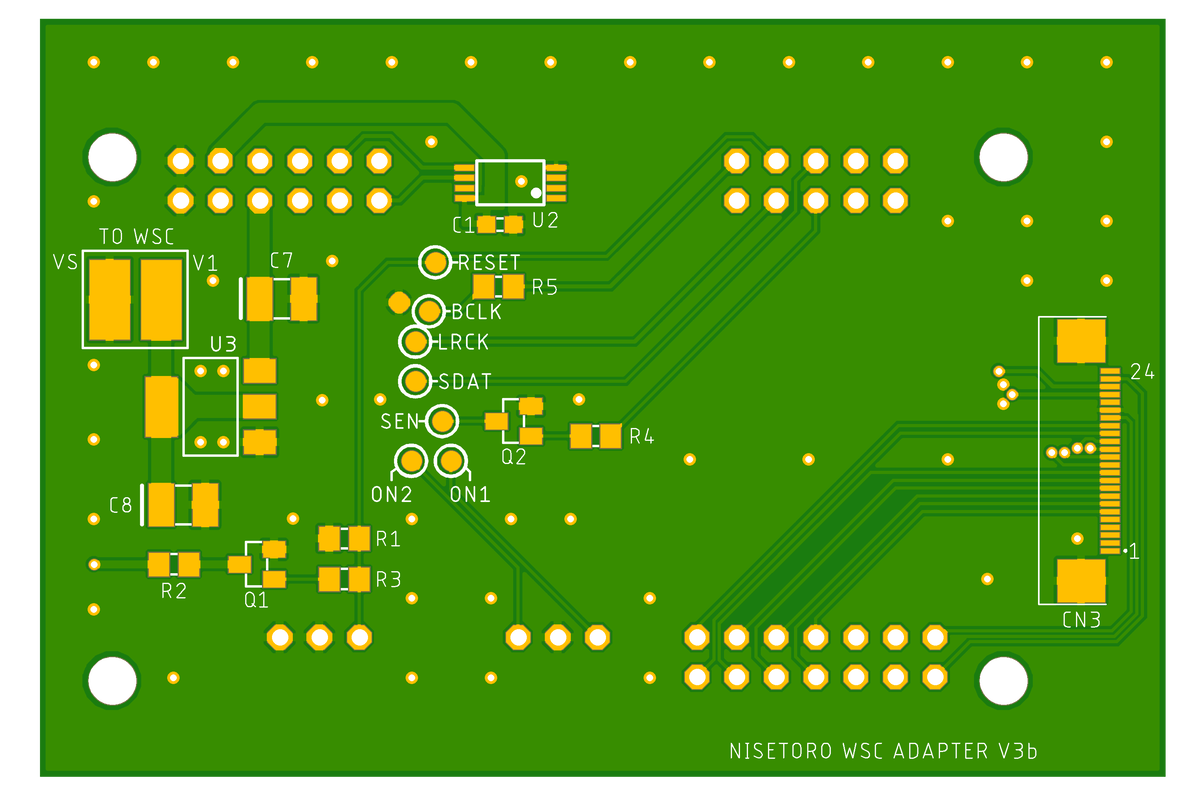 C1
U2
TO WSC
VS
V1
C7
RESET
R5
BCLK
U3
LRCK
24
SDAT
SEN
R4
Q2
ON2
ON1
C8
R1
1
R2
R3
Q1
CN3
NISETORO WSC ADAPTER V3b